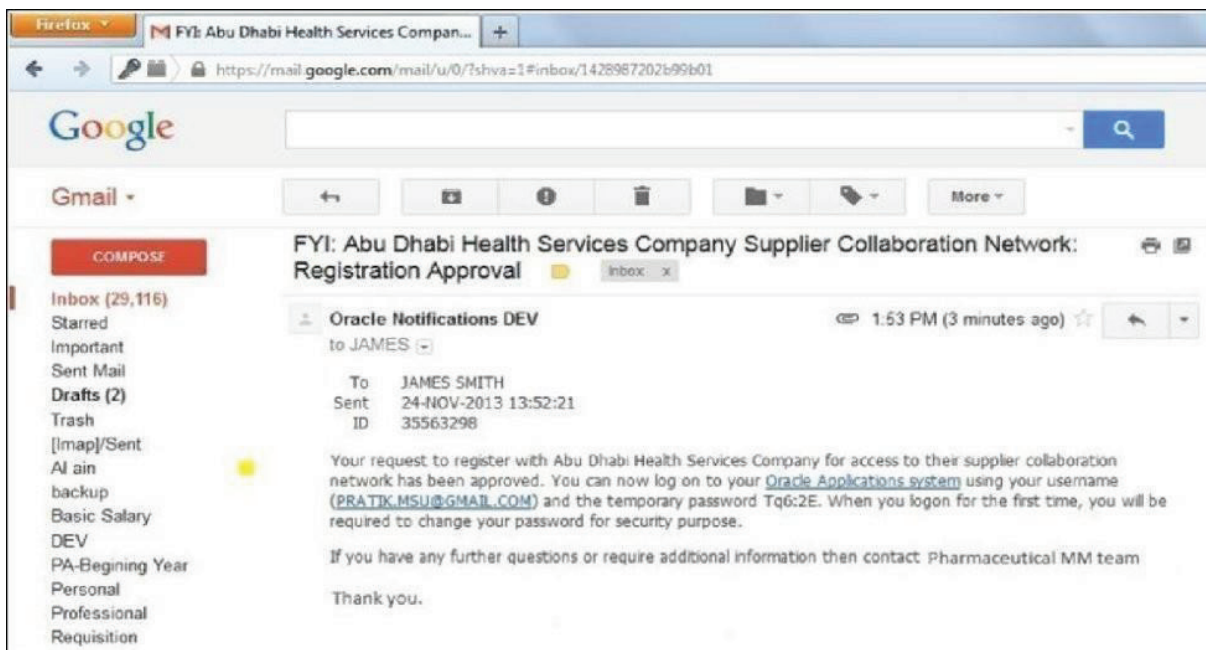 Firefox
FYI: Abu Dhabi Health Services Compan...
https://mail.google.com/mail/u/0/?shva=1#inbox/1428987202b99b01
Google
Gmail
More
COMPOSE
FYI: Abu Dhabi Health Services Company Supplier Collaboration Network:
Registration Approval Inbox x
Inbox (29,116)
Starred
Important
Sent Mail
Drafts (2)
Trash
[Imap]/Sent
Al ain
backup
Basic Salary
DEV
PA-Begining Year
Personal
Professional
Requisition
Oracle Notifications DEV 1:53 PM (3 minutes ago)
to JAMES
To JAMES SMITH
Sent 24-NOV-2013 13:52:21
ID 35563298
Your request to register with Abu Dhabi Health Services Company for access to their supplier collaboration
network has been approved. You can now log on to your Oracle Applications system using your username
(PRATIK.MSU@GMAIL.COM) and the temporary password Tq6:2E. When you logon for the first time, you will be
required to change your password for security purpose.
If you have any further questions or require additional information then contact Pharmaceutical MM team
Thank you.